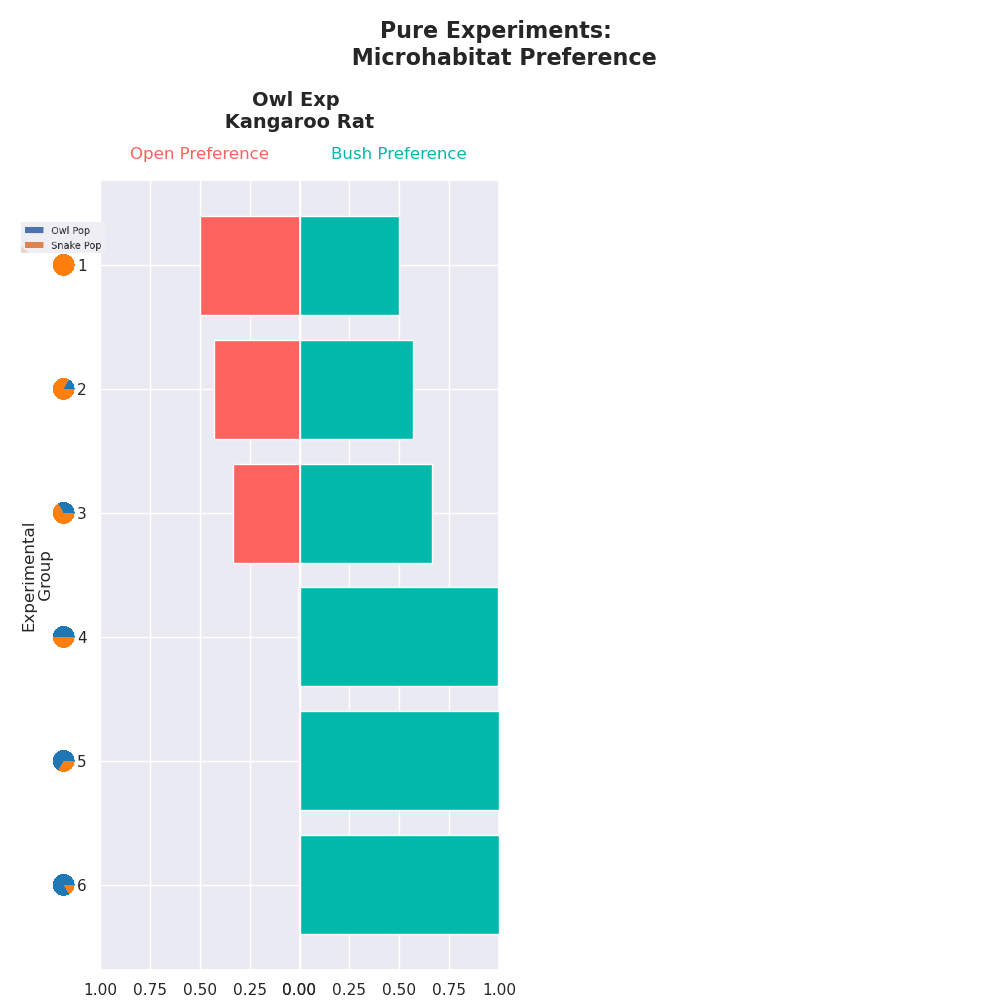 Pure Experiments:
Microhabitat Preference
Owl Exp
Kangaroo Rat
Open Preference
Bush Preference
Owl Pop
Snake Pop
1
2
3
4
5
6
Experimental
Group
1.00 0.75 0.50 0.25 0.00
0.00 0.25 0.50 0.75 1.00